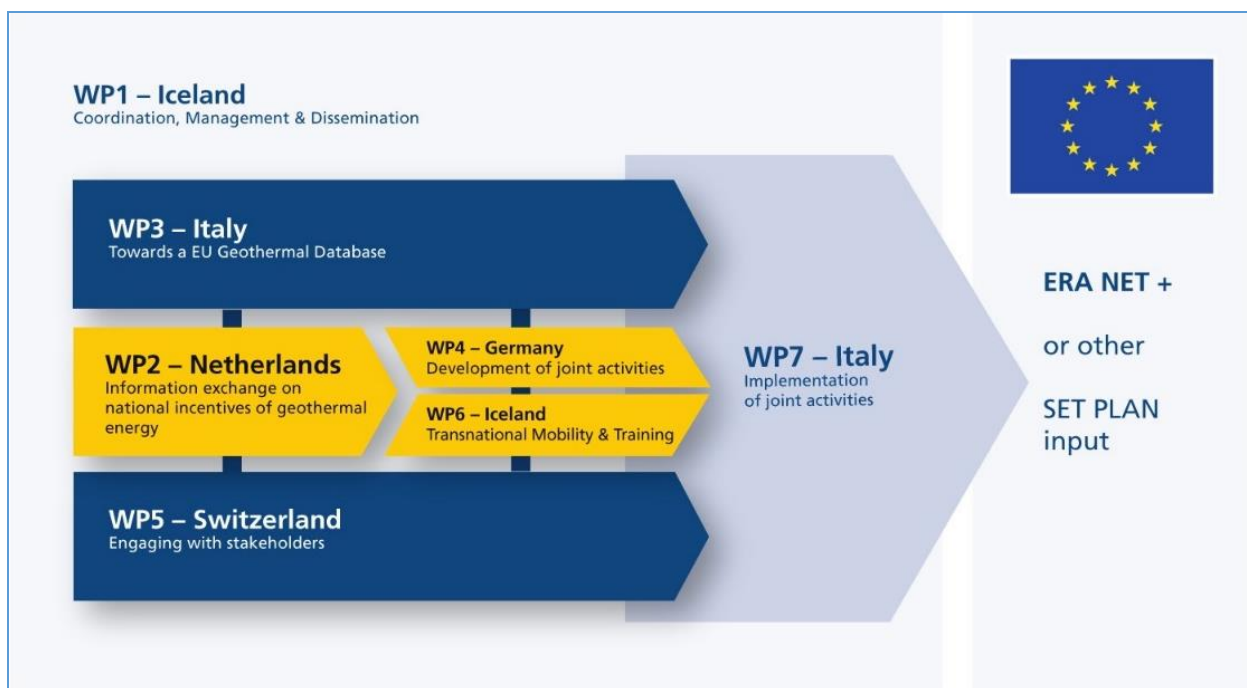 WP1 – Iceland
Coordination, Management & Dissemination
WP3 – Italy
Towards a EU Geothermal Database
WP2 – Netherlands
Information exchange on
national incentives of geothermal
energy
WP4 – Germany
Development of joint activities
WP6 – Iceland
Transnational Mobility & Training
WP5 – Switzerland
Engaging with stakeholders
WP7 – Italy
Implementation
of joint activities
ERA NET +
or other
SET PLAN
input